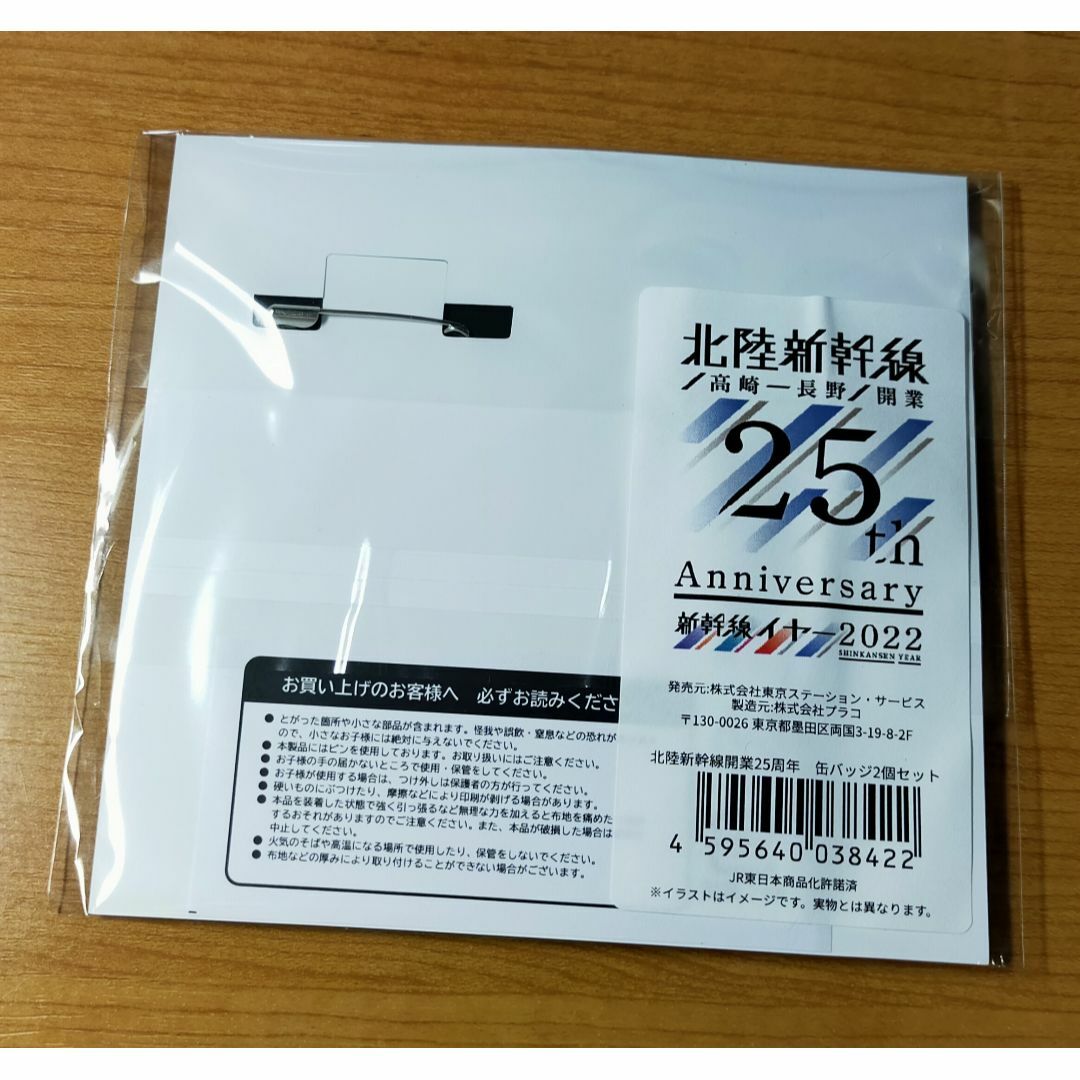 北陸新幹線
高崎ー長野 開業
25th
Anniversary
新幹線イヤー2022
SHINKANSEN YEAR
発売元:株式会社東京ステーション・サービス
製造元:株式会社プラコ
〒130-0026 東京都墨田区両国3-19-8-2F
北陸新幹線開業25周年 缶バッジ2個セット
4 595640 038422
JR東日本商品化許諾済
※イラストはイメージです。実物とは異なります。
お買い上げのお客様へ 必ずお読みくださ
● とがった箇所や小さな部品が含まれます。怪我や誤飲・窒息などの恐れが
ので、小さなお子様には絶対に与えないでください。
● 本製品にはピンを使用しております。お取り扱いにはご注意ください。
● お子様の手の届かないところで使用・保管をしてください。
● お子様が使用する場合は、つけ外しは保護者の方が行ってください。
● 硬いものにぶつけたり、摩擦などにより印刷が剥げる場合があります。
● 本品を装着した状態で強く引っ張るなど無理な力を加えると布地を痛めた
するおそれがありますのでご注意ください。また、本品が破損した場合は
中止してください。
● 火気のそばや高温になる場所で使用したり、保管をしないでください。
● 布地などの厚みにより取り付けることができない場合がございます。